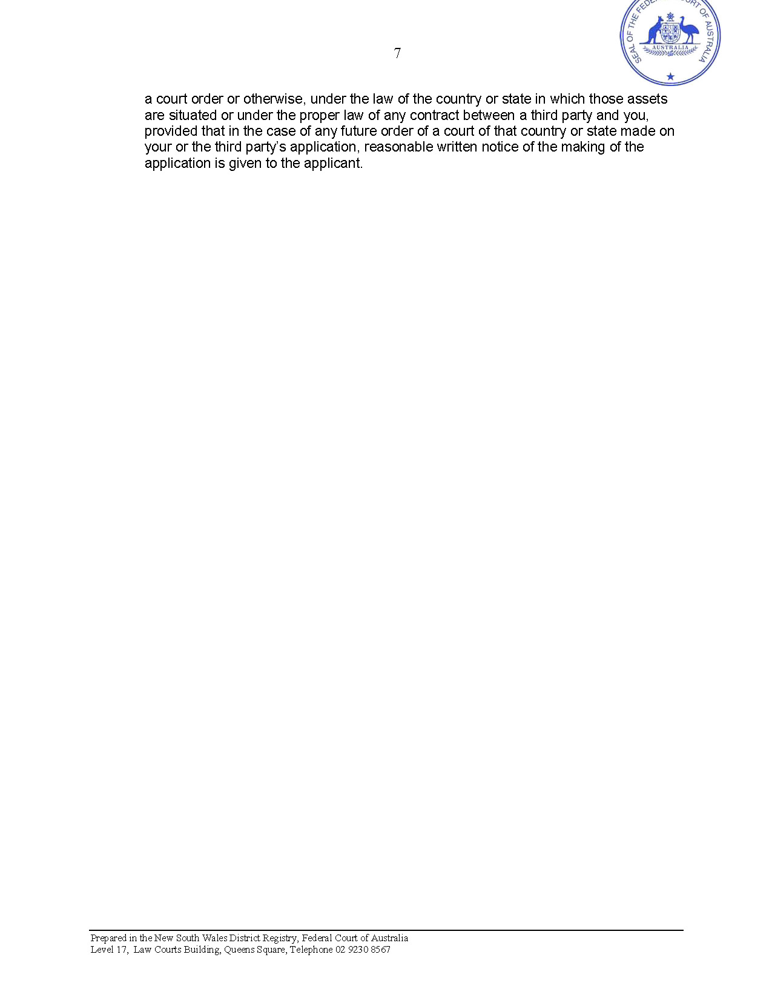 SEAL OF THE FEDERAL COURT OF AUSTRALIA
AUSTRALIA
7
a court order or otherwise, under the law of the country or state in which those assets
are situated or under the proper law of any contract between a third party and you,
provided that in the case of any future order of a court of that country or state made on
your or the third party’s application, reasonable written notice of the making of the
application is given to the applicant.
Prepared in the New South Wales District Registry, Federal Court of Australia
Level 17, Law Courts Building, Queens Square, Telephone 02 9230 8567